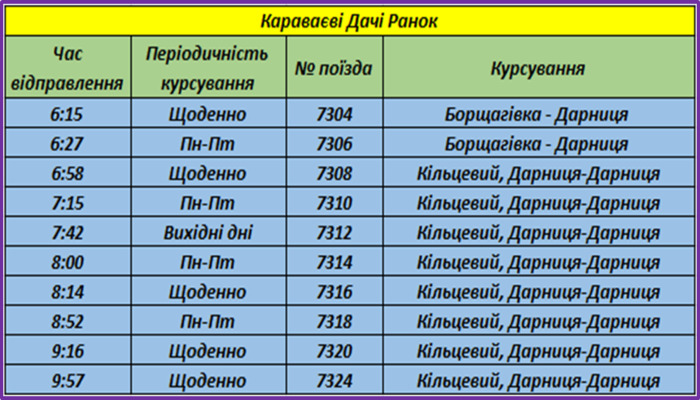 Караваєві Дачі Ранок
Час відправлення Періодичність курсування № поїзда Курсування
6:15 Щоденно 7304 Борщагівка - Дарниця
6:27 Пн-Пт 7306 Борщагівка - Дарниця
6:58 Щоденно 7308 Кільцевий, Дарниця-Дарниця
7:15 Пн-Пт 7310 Кільцевий, Дарниця-Дарниця
7:42 Вихідні дні 7312 Кільцевий, Дарниця-Дарниця
8:00 Пн-Пт 7314 Кільцевий, Дарниця-Дарниця
8:14 Щоденно 7316 Кільцевий, Дарниця-Дарниця
8:52 Пн-Пт 7318 Кільцевий, Дарниця-Дарниця
9:16 Щоденно 7320 Кільцевий, Дарниця-Дарниця
9:57 Щоденно 7324 Кільцевий, Дарниця-Дарниця